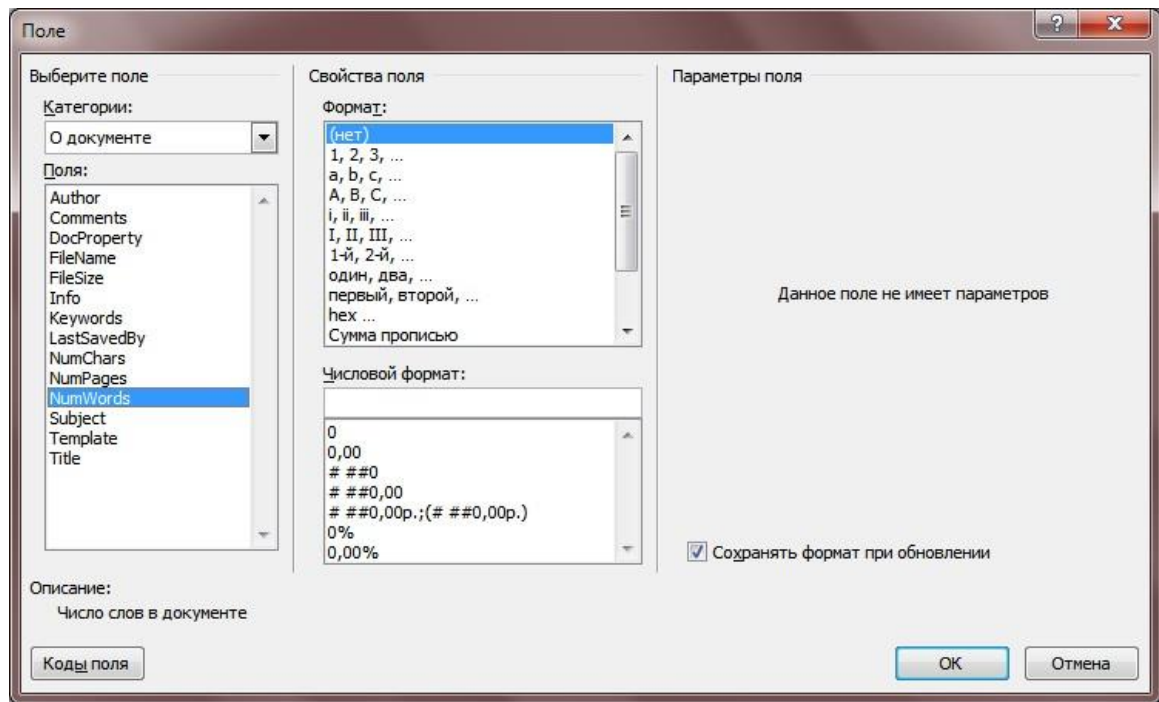 Поле
?
X
Выберите поле
Категории:
О документе
Поля:
Author
Comments
DocProperty
FileName
FileSize
Info
Keywords
LastSavedBy
NumChars
NumPages
NumWords
Subject
Template
Title
Свойства поля
Формат:
(нет)
1, 2, 3, ...
a, b, c, ...
A, B, C, ...
i, ii, iii, ...
I, II, III, ...
1-й, 2-й, ...
один, два, ...
первый, второй, ...
hex ...
Сумма прописью
Числовой формат:
0
0,00
# ##0
# ##0,00
# ##0,00р.;(# ##0,00р.)
0%
0,00%
Параметры поля
Данное поле не имеет параметров
Сохранять формат при обновлении
Описание:
Число слов в документе
Коды поля
ОК
Отмена